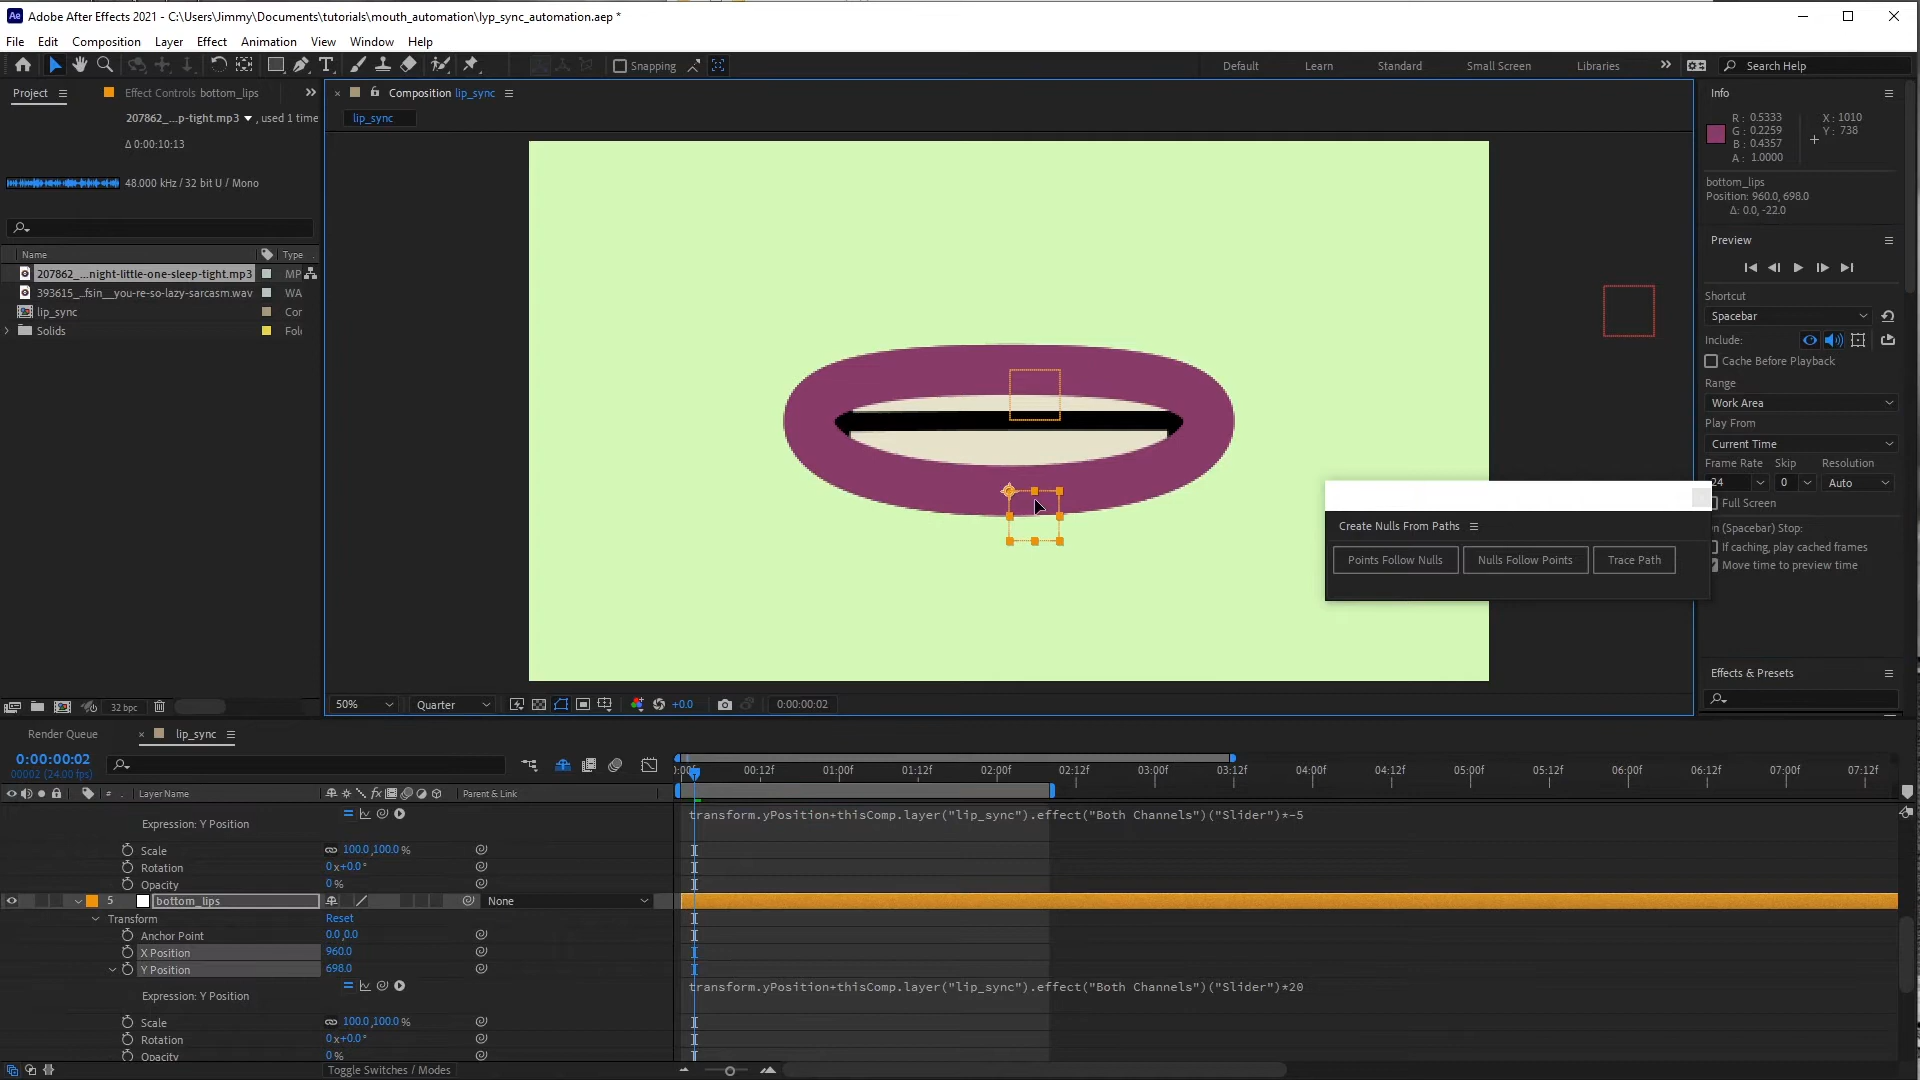 Adobe After Effects 2021 - C:\Users\Jimmy\Documents\tutorials\mouth_automation\lyp_sync_automation.aep *
File Edit Composition Layer Effect Animation View Window Help
Snapping
Default Learn Standard Small Screen Libraries
Search Help
Project
Effect Controls bottom_lips
207862_...p-tight.mp3 , used 1 time
Δ 0:00:10:13
48.000 kHz / 32 bit U / Mono
Name Type
207862_...night-little-one-sleep-tight.mp3 MP
393615_...fsin__you-re-so-lazy-sarcasm.wav WA
lip_sync Cor
Solids Fol
32 bpc
Composition lip_sync
lip_sync
50%
Quarter
+0.0
0:00:00:02
Info
R : 0.5333
G : 0.2259
B : 0.4357
A : 1.0000
X : 1010
Y : 738
bottom_lips
Position: 960.0, 698.0
Δ: 0.0, -22.0
Preview
Shortcut
Spacebar
Include:
Cache Before Playback
Range
Work Area
Play From
Current Time
Frame Rate Skip Resolution
24 0 Auto
Full Screen
n (Spacebar) Stop:
If caching, play cached frames
Move time to preview time
Effects & Presets
Create Nulls From Paths
Points Follow Nulls
Nulls Follow Points
Trace Path
Render Queue
lip_sync
0:00:00:02
00002 (24.00 fps)
# Layer Name
fx
Parent & Link
:00f 00:12f 01:00f 01:12f 02:00f 02:12f 03:00f 03:12f 04:00f 04:12f 05:00f 05:12f 06:00f 06:12f 07:00f 07:12f
Expression: Y Position
transform.yPosition+thisComp.layer("lip_sync").effect("Both Channels")("Slider")*-5
Scale 100.0,100.0 %
Rotation 0x+0.0°
Opacity 0 %
5 bottom_lips None
Transform Reset
Anchor Point 0.0,0.0
X Position 960.0
Y Position 698.0
Expression: Y Position
transform.yPosition+thisComp.layer("lip_sync").effect("Both Channels")("Slider")*20
Scale 100.0,100.0 %
Rotation 0x+0.0°
Opacity 0 %
Toggle Switches / Modes